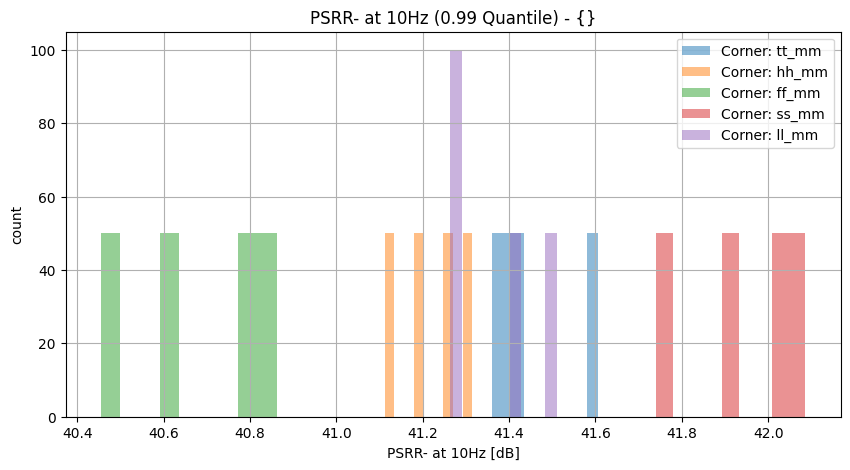 PSRR- at 10Hz (0.99 Quantile) - {}
100
80
60
40
20
0
count
Corner: tt_mm
Corner: hh_mm
Corner: ff_mm
Corner: ss_mm
Corner: ll_mm
40.4 40.6 40.8 41.0 41.2 41.4 41.6 41.8 42.0
PSRR- at 10Hz [dB]